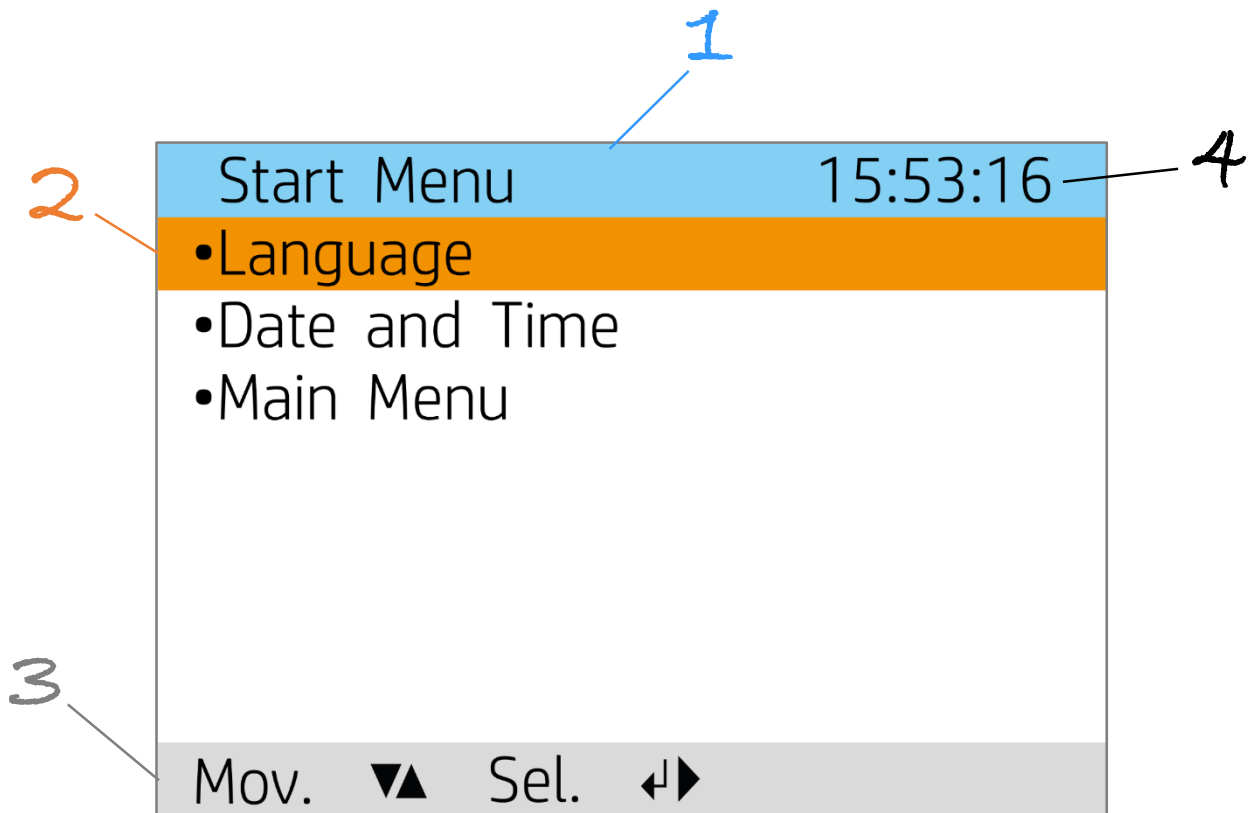 1
Start Menu 15:53:16 4
2
•Language
•Date and Time
•Main Menu
3
Mov. ▼▲ Sel. ↲▶